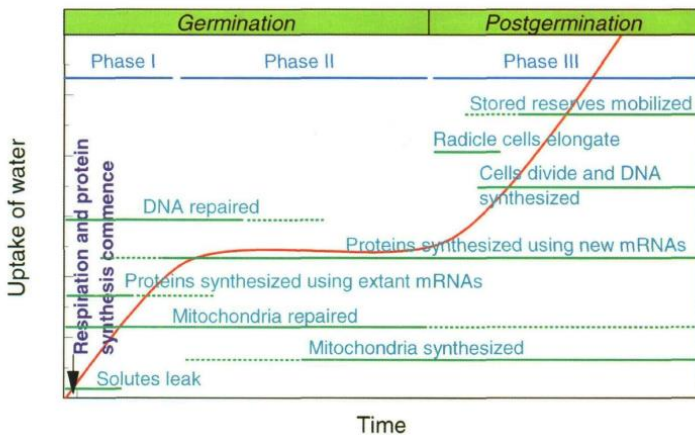 Germination
Postgermination
Phase I
Phase II
Phase III
Stored reserves mobilized
Radicle cells elongate
Cells divide and DNA
synthesized
DNA repaired
Proteins synthesized using new mRNAs
Proteins synthesized using extant mRNAs
Mitochondria repaired
Mitochondria synthesized
Solutes leak
Respiration and protein
synthesis commence
Uptake of water
Time